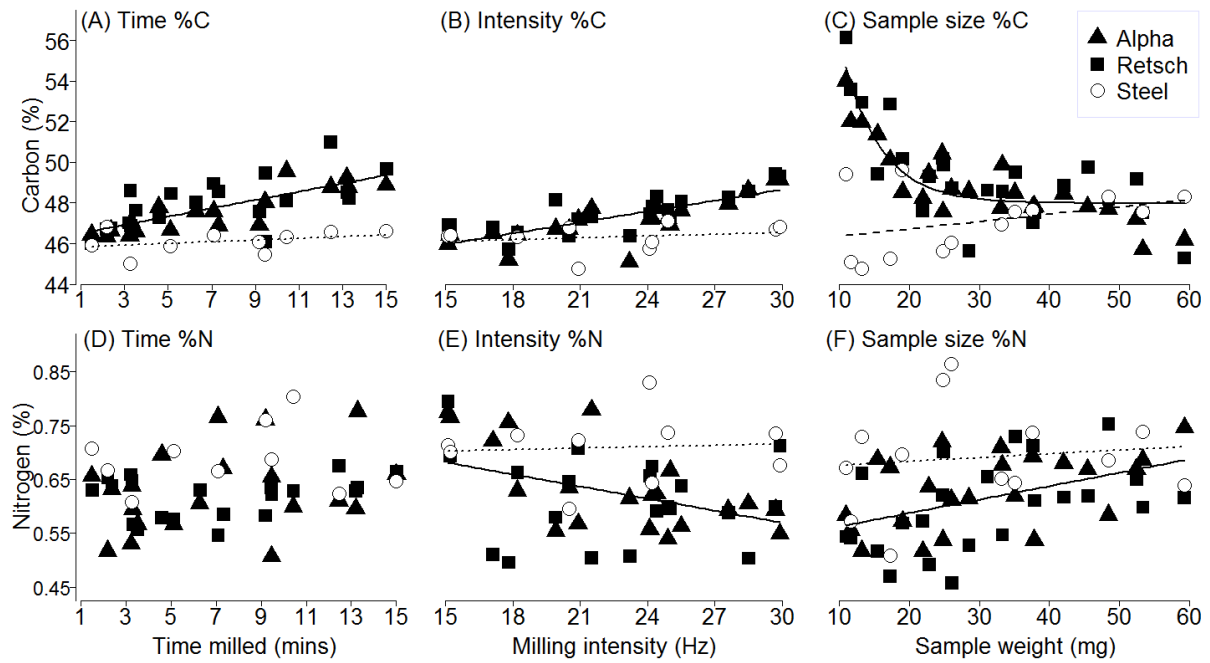 (A) Time %C
(B) Intensity %C
(C) Sample size %C
Alpha
Retsch
Steel
Carbon (%)
56
54
52
50
48
46
44
1 3 5 7 9 11 13 15
15 18 21 24 27 30
10 20 30 40 50 60
(D) Time %N
(E) Intensity %N
(F) Sample size %N
Nitrogen (%)
0.85
0.75
0.65
0.55
0.45
1 3 5 7 9 11 13 15
15 18 21 24 27 30
10 20 30 40 50 60
Time milled (mins)
Milling intensity (Hz)
Sample weight (mg)